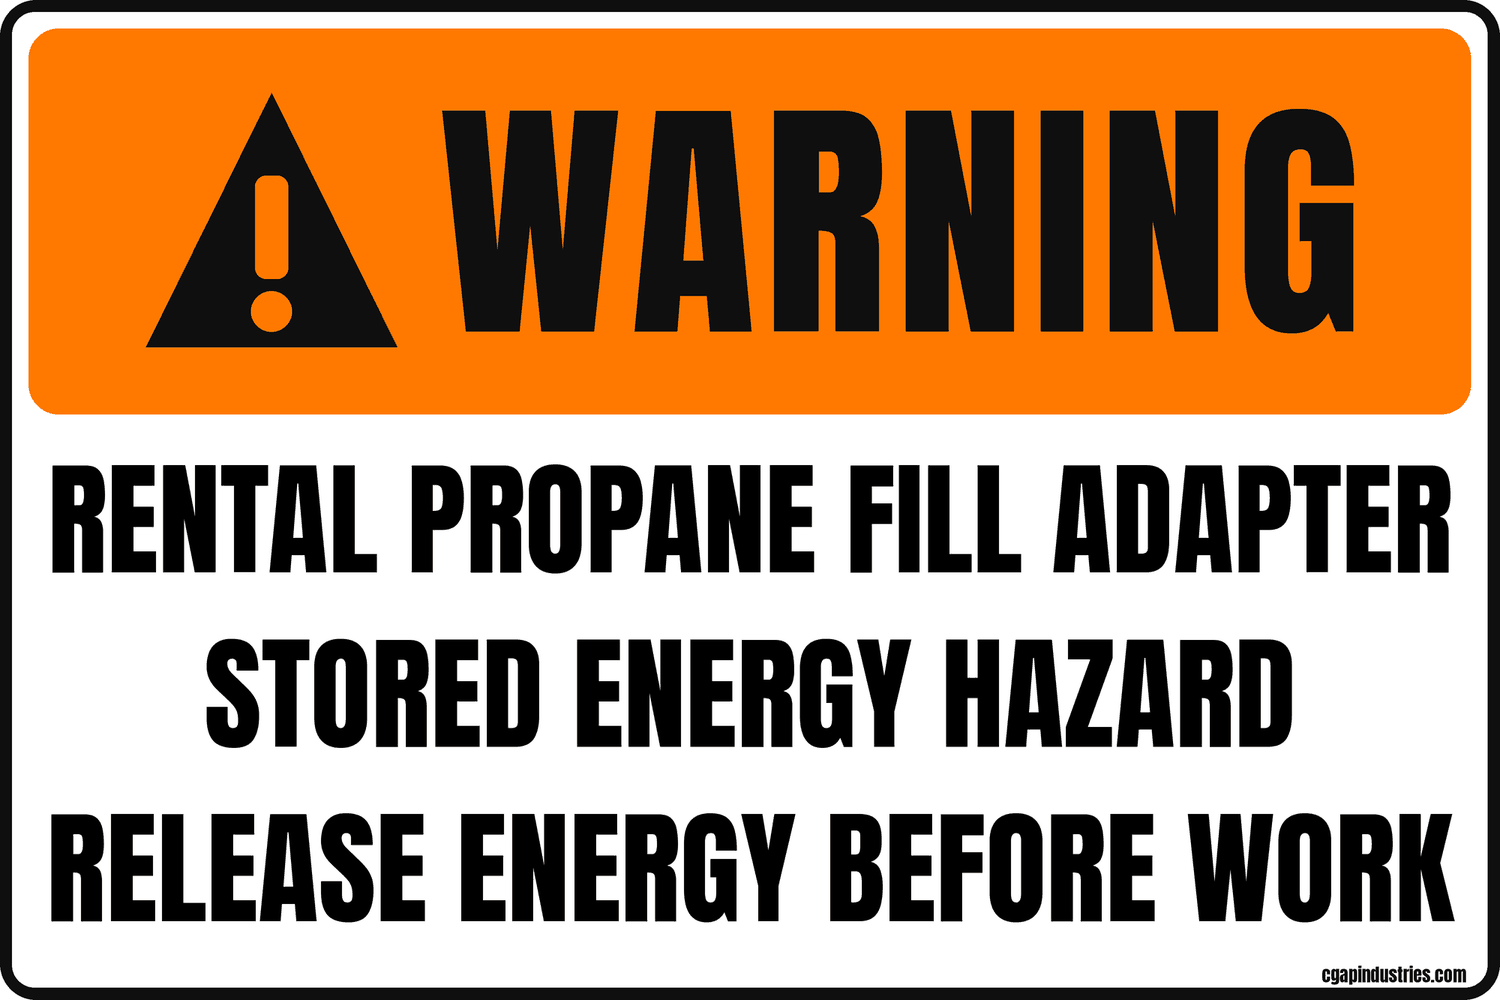 WARNING
RENTAL PROPANE FILL ADAPTER
STORED ENERGY HAZARD
RELEASE ENERGY BEFORE WORK
cgapindustries.com